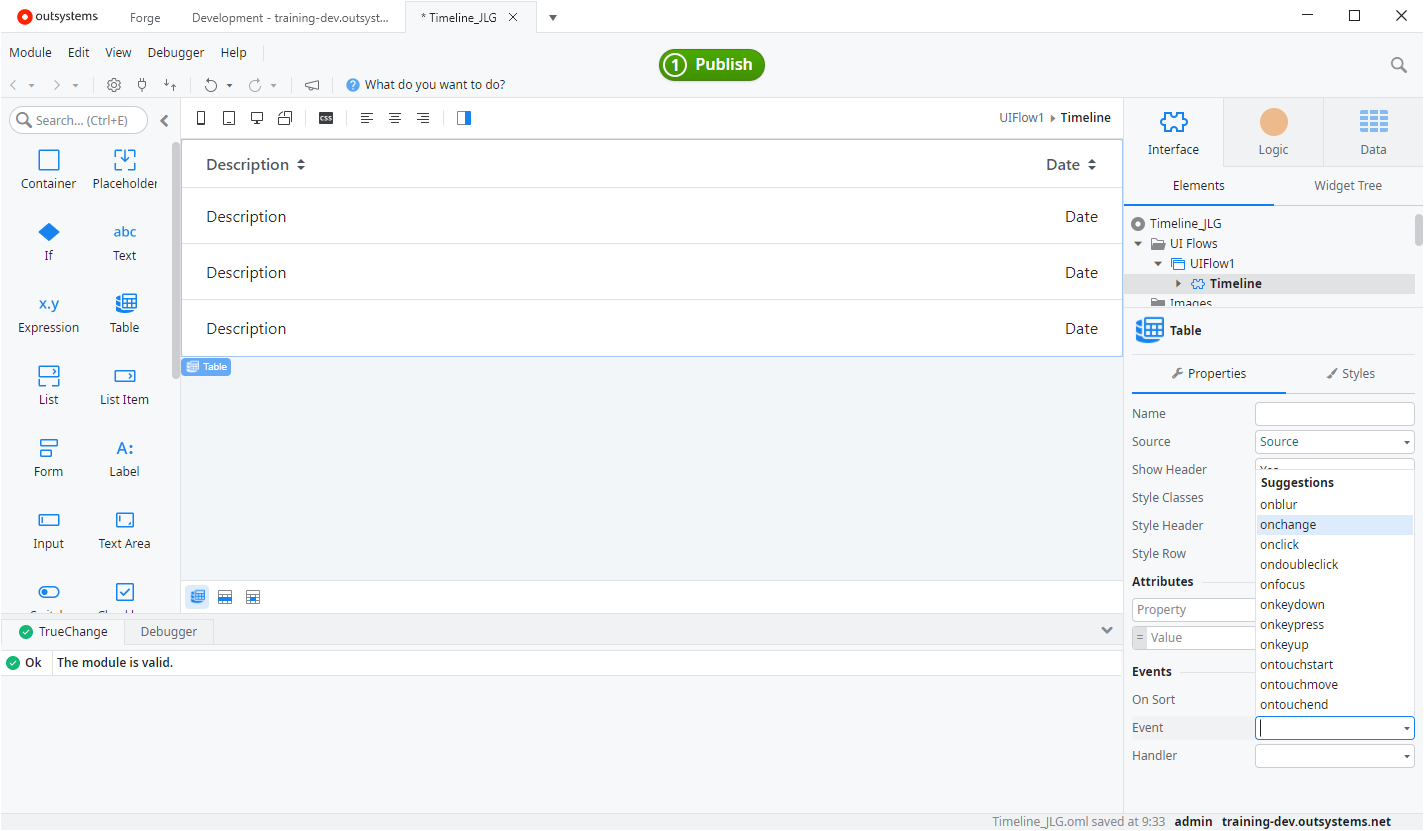 outsystems Forge Development - training-dev.outsyst... * Timeline_JLG
Module Edit View Debugger Help
1 Publish
? What do you want to do?
Search... (Ctrl+E)
CSS
UIFlow1 Timeline
Interface Logic Data
Elements Widget Tree
Container Placeholder
If
abc
Text
x.y
Expression Table
List List Item
Form
A:
Label
Input Text Area
Description Date
Description Date
Description Date
Description Date
Table
Timeline_JLG
UI Flows
UIFlow1
Timeline
Images
Table
Properties Styles
Name
Source Source
Show Header Yes
Style Classes
Style Header
Style Row
Attributes
Property
= Value
Events
On Sort
Event
Handler
Suggestions
onblur
onchange
onclick
ondoubleclick
onfocus
onkeydown
onkeypress
onkeyup
ontouchstart
ontouchmove
ontouchend
TrueChange Debugger
Ok The module is valid.
Timeline_JLG.oml saved at 9:33 admin training-dev.outsystems.net